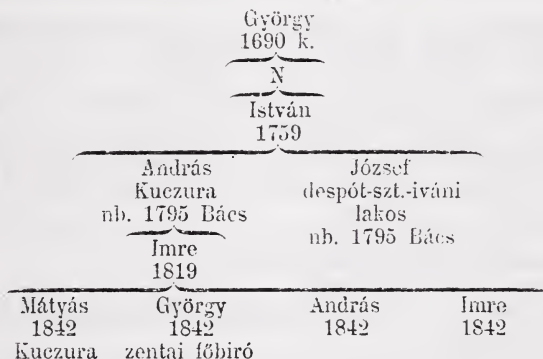 György
1690 k.
N
István
1759
András József
Kuczura despót-szt.-iváni
nb. 1795 Bács lakos
nb. 1795 Bács
Imre
1819
Mátyás György András Imre
1842 1842 1842 1842
Kuczura zentai főbiró